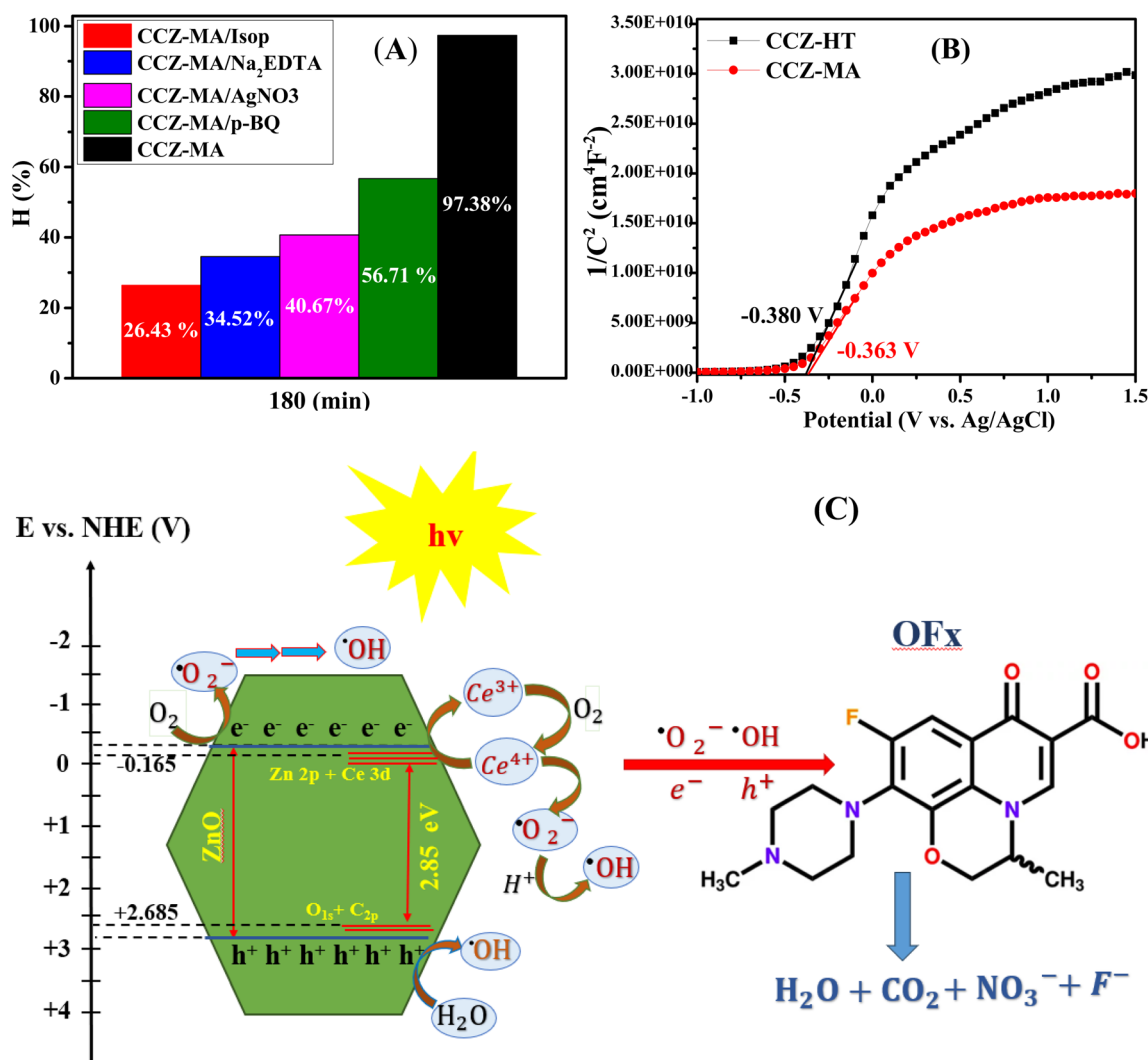 100
80
60
40
20
0
H (%)
CCZ-MA/Isop
CCZ-MA/Na₂EDTA
CCZ-MA/AgNO3
CCZ-MA/p-BQ
CCZ-MA
(A)
26.43 %
34.52%
40.67%
56.71 %
97.38%
180 (min)
3.50E+010
3.00E+010
2.50E+010
2.00E+010
1.50E+010
1.00E+010
5.00E+009
0.00E+000
1/C² (cm⁴F⁻²)
CCZ-HT
CCZ-MA
(B)
-0.380 V
-0.363 V
-1.0 -0.5 0.0 0.5 1.0 1.5
Potential (V vs. Ag/AgCl)
(C)
E vs. NHE (V)
hv
-2
-1
0
+1
+2
+3
+4
-0.165
+2.685
•O₂⁻
•OH
O₂
e⁻ e⁻ e⁻ e⁻ e⁻ e⁻
Zn 2p + Ce 3d
ZnO
2.85 eV
O₁ₛ+ C₂ₚ
h⁺ h⁺ h⁺ h⁺ h⁺ h⁺
Ce³⁺
O₂
Ce⁴⁺
•O₂⁻
H⁺
•OH
•OH
H₂O
•O₂⁻ •OH
e⁻ h⁺
OFx
O
O
F
OH
N
N
N
O
H₃C
CH₃
H₂O + CO₂ + NO₃⁻ + F⁻